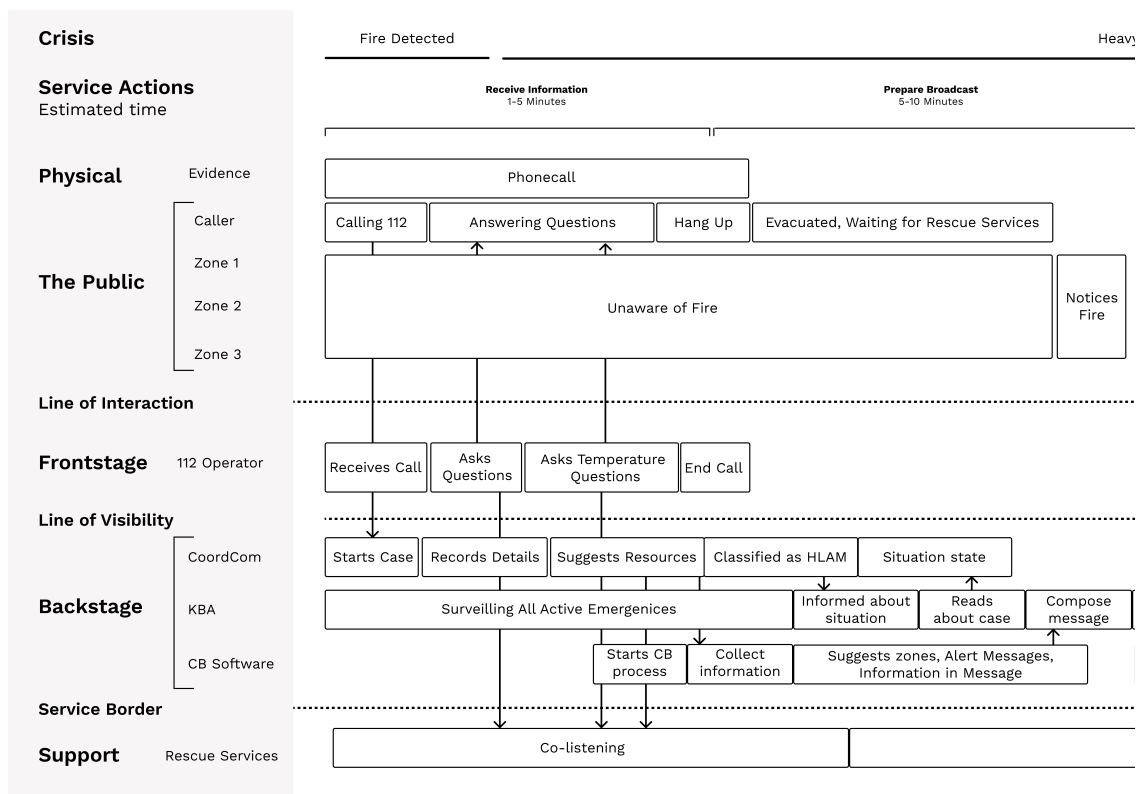 Crisis
Fire Detected
Heavy
Service Actions
Estimated time
Receive Information
1-5 Minutes
Prepare Broadcast
5-10 Minutes
Physical
Evidence
Phonecall
The Public
Caller
Calling 112
Answering Questions
Hang Up
Evacuated, Waiting for Rescue Services
Zone 1
Zone 2
Zone 3
Unaware of Fire
Notices
Fire
Line of Interaction
Frontstage
112 Operator
Receives Call
Asks
Questions
Asks Temperature
Questions
End Call
Line of Visibility
Backstage
CoordCom
Starts Case
Records Details
Suggests Resources
Classified as HLAM
Situation state
KBA
Surveilling All Active Emergenices
Informed about
situation
Reads
about case
Compose
message
CB Software
Starts CB
process
Collect
information
Suggests zones, Alert Messages,
Information in Message
Service Border
Support
Rescue Services
Co-listening